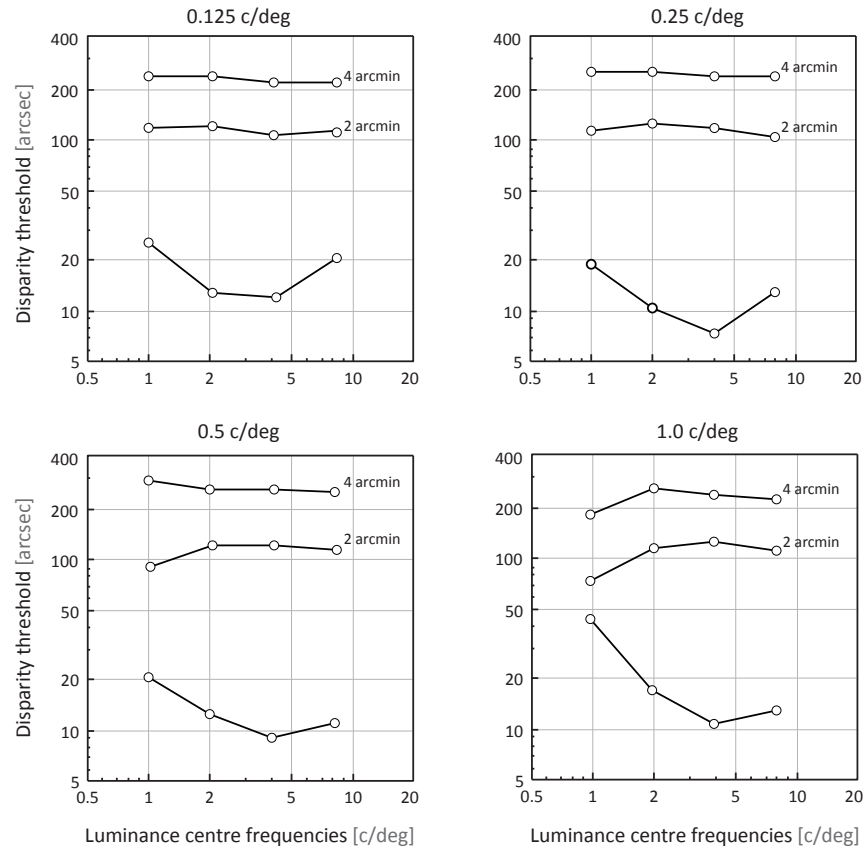 0.125 c/deg
400
200
100
50
20
10
5
0.5 1 2 5 10 20
4 arcmin
2 arcmin
Disparity threshold [arcsec]
0.25 c/deg
400
200
100
50
20
10
5
0.5 1 2 5 10 20
4 arcmin
2 arcmin
0.5 c/deg
400
200
100
50
20
10
5
0.5 1 2 5 10 20
4 arcmin
2 arcmin
Disparity threshold [arcsec]
Luminance centre frequencies [c/deg]
1.0 c/deg
400
200
100
50
20
10
5
0.5 1 2 5 10 20
4 arcmin
2 arcmin
Luminance centre frequencies [c/deg]